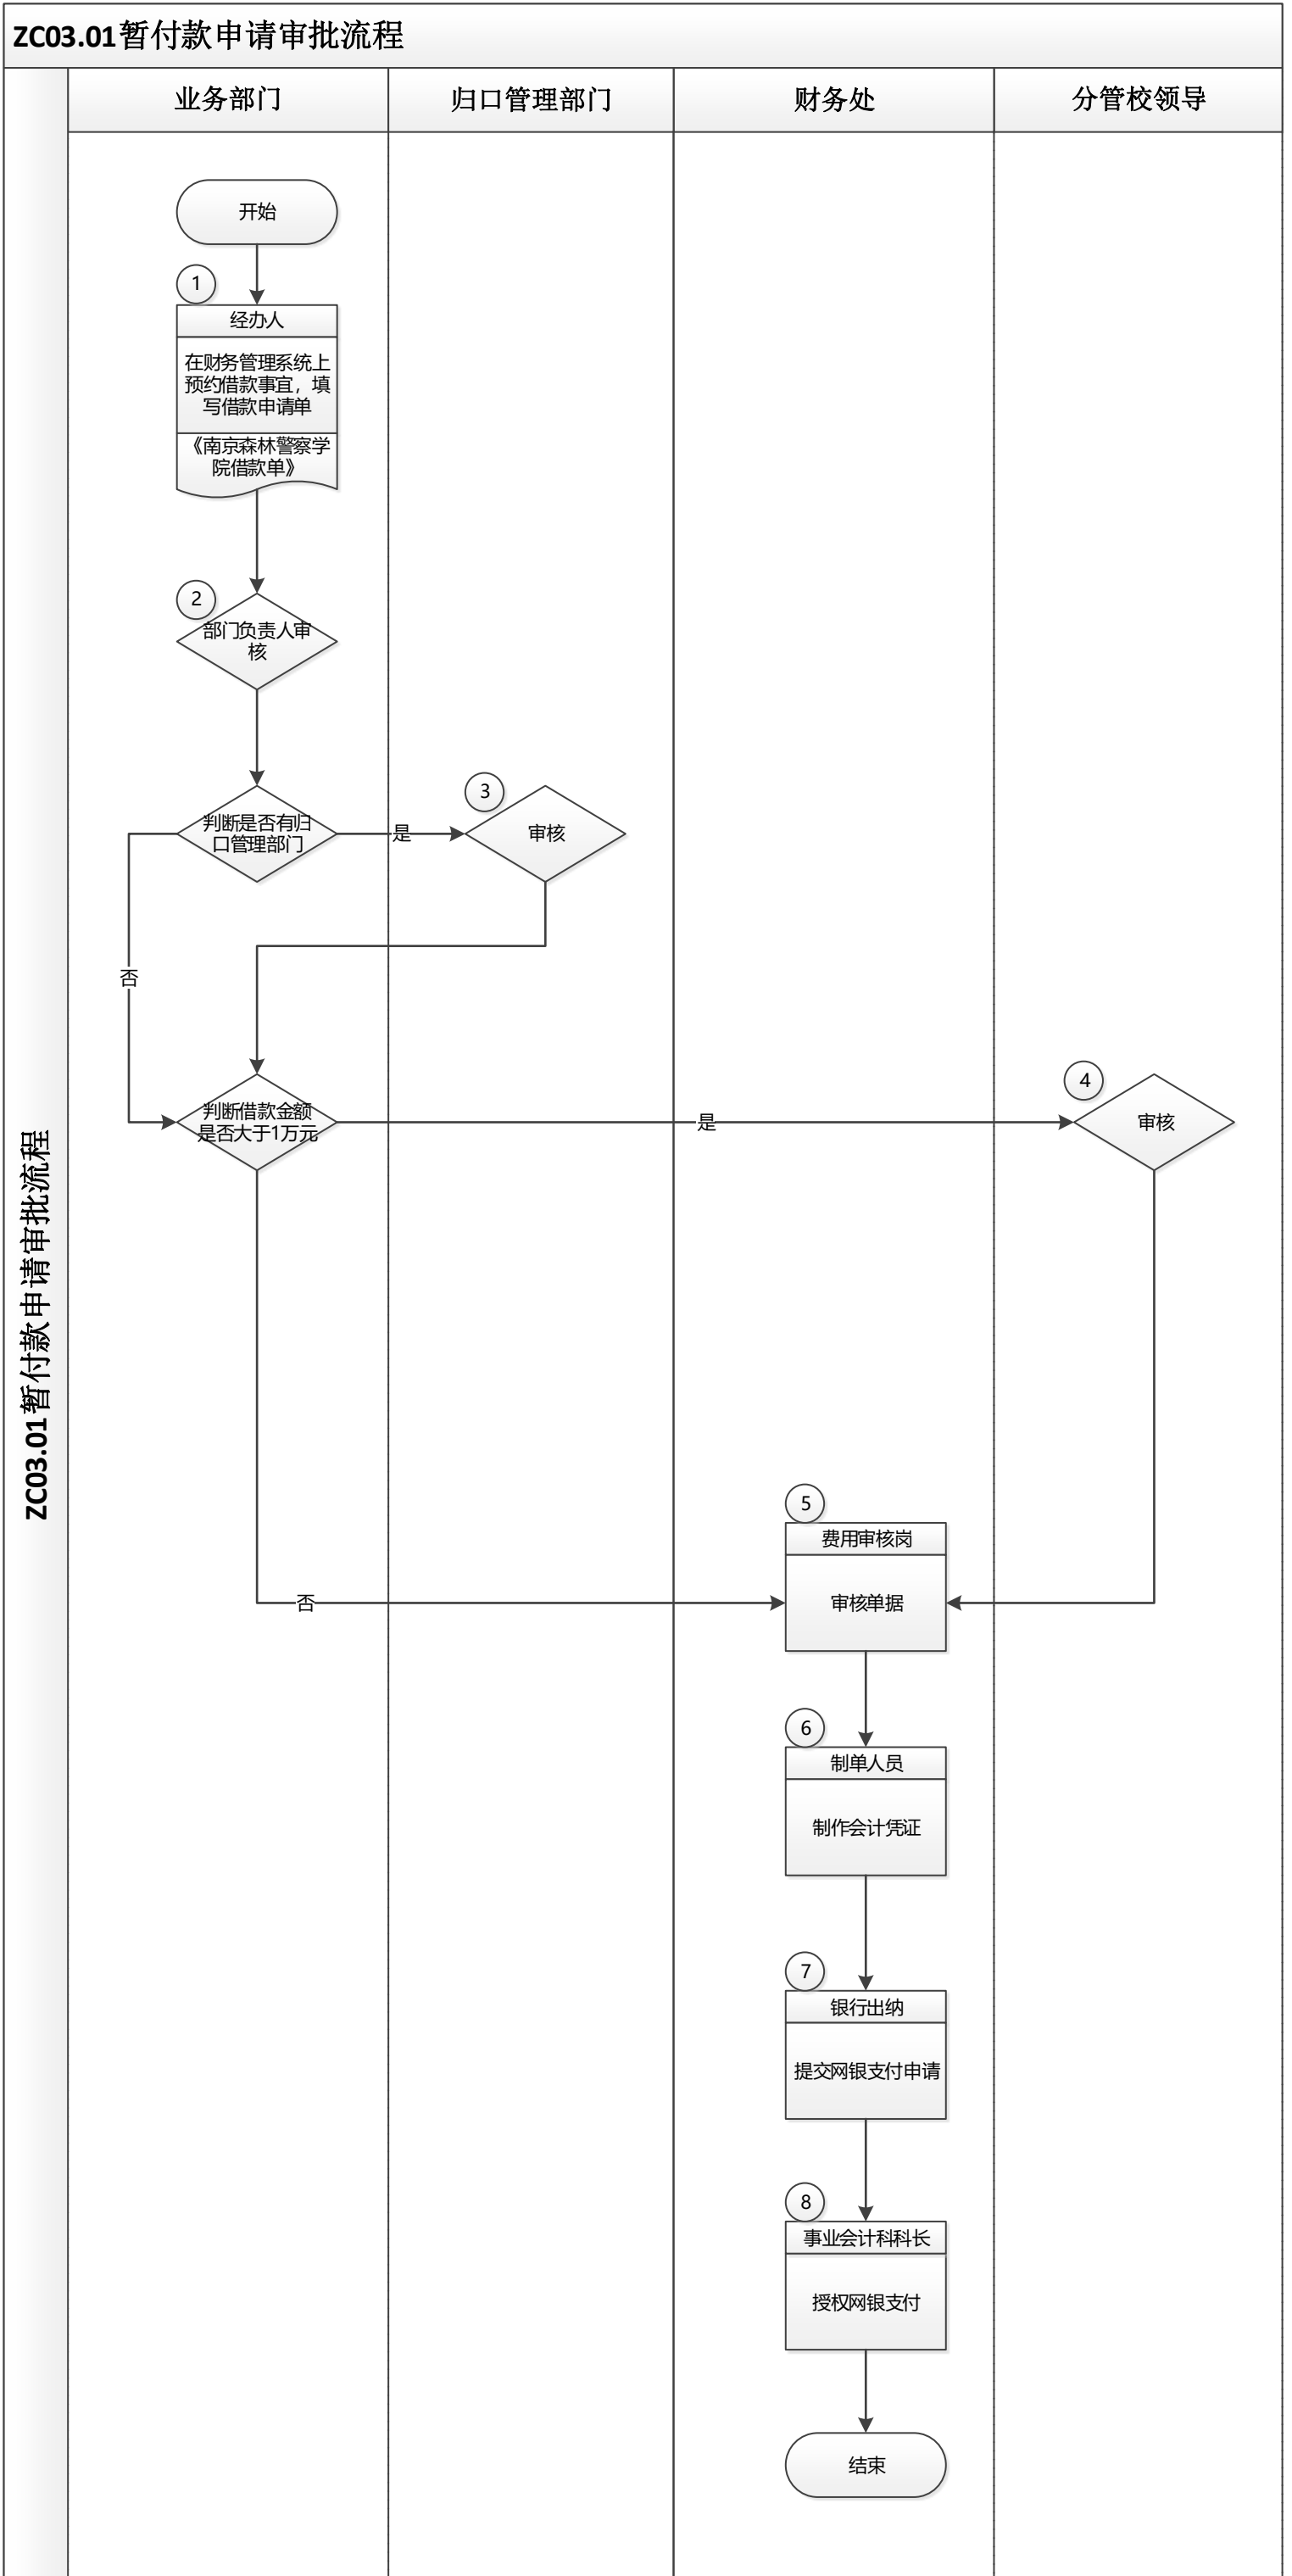 ZC03.01暂付款申请审批流程
业务部门
归口管理部门
财务处
分管校领导
ZC03.01暂付款申请审批流程
开始
1
经办人
在财务管理系统上
预约借款事宜，填
写借款申请单
《南京森林警察学
院借款单》
2
部门负责人审
核
判断是否有归
口管理部门
是
3
审核
否
判断借款金额
是否大于1万元
是
4
审核
5
费用审核岗
审核单据
否
6
制单人员
制作会计凭证
7
银行出纳
提交网银支付申请
8
事业会计科科长
授权网银支付
结束